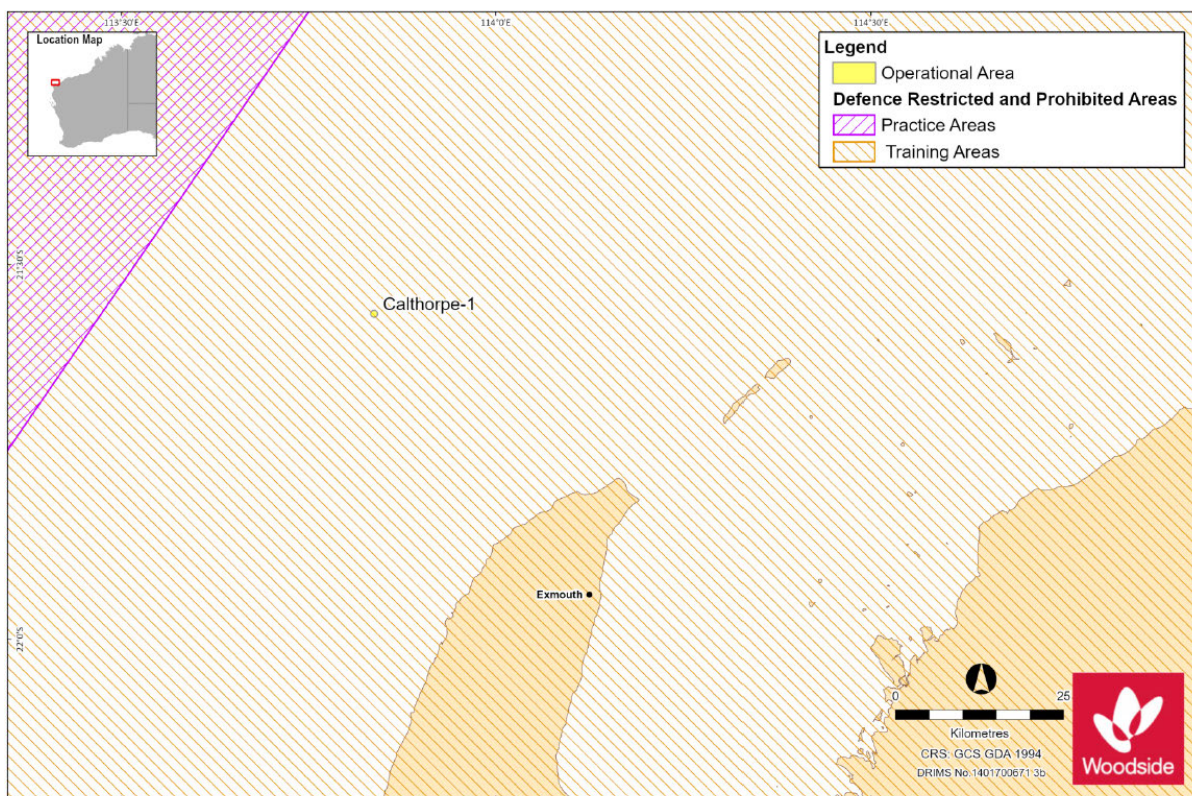 113°30'E
114°0'E
114°30'E
Location Map
Legend
Operational Area
Defence Restricted and Prohibited Areas
Practice Areas
Training Areas
21°30'S
Calthorpe-1
Exmouth
22°0'S
0 25
Kilometres
CRS: GCS GDA 1994
DRIMS No:1401700671.3b
Woodside